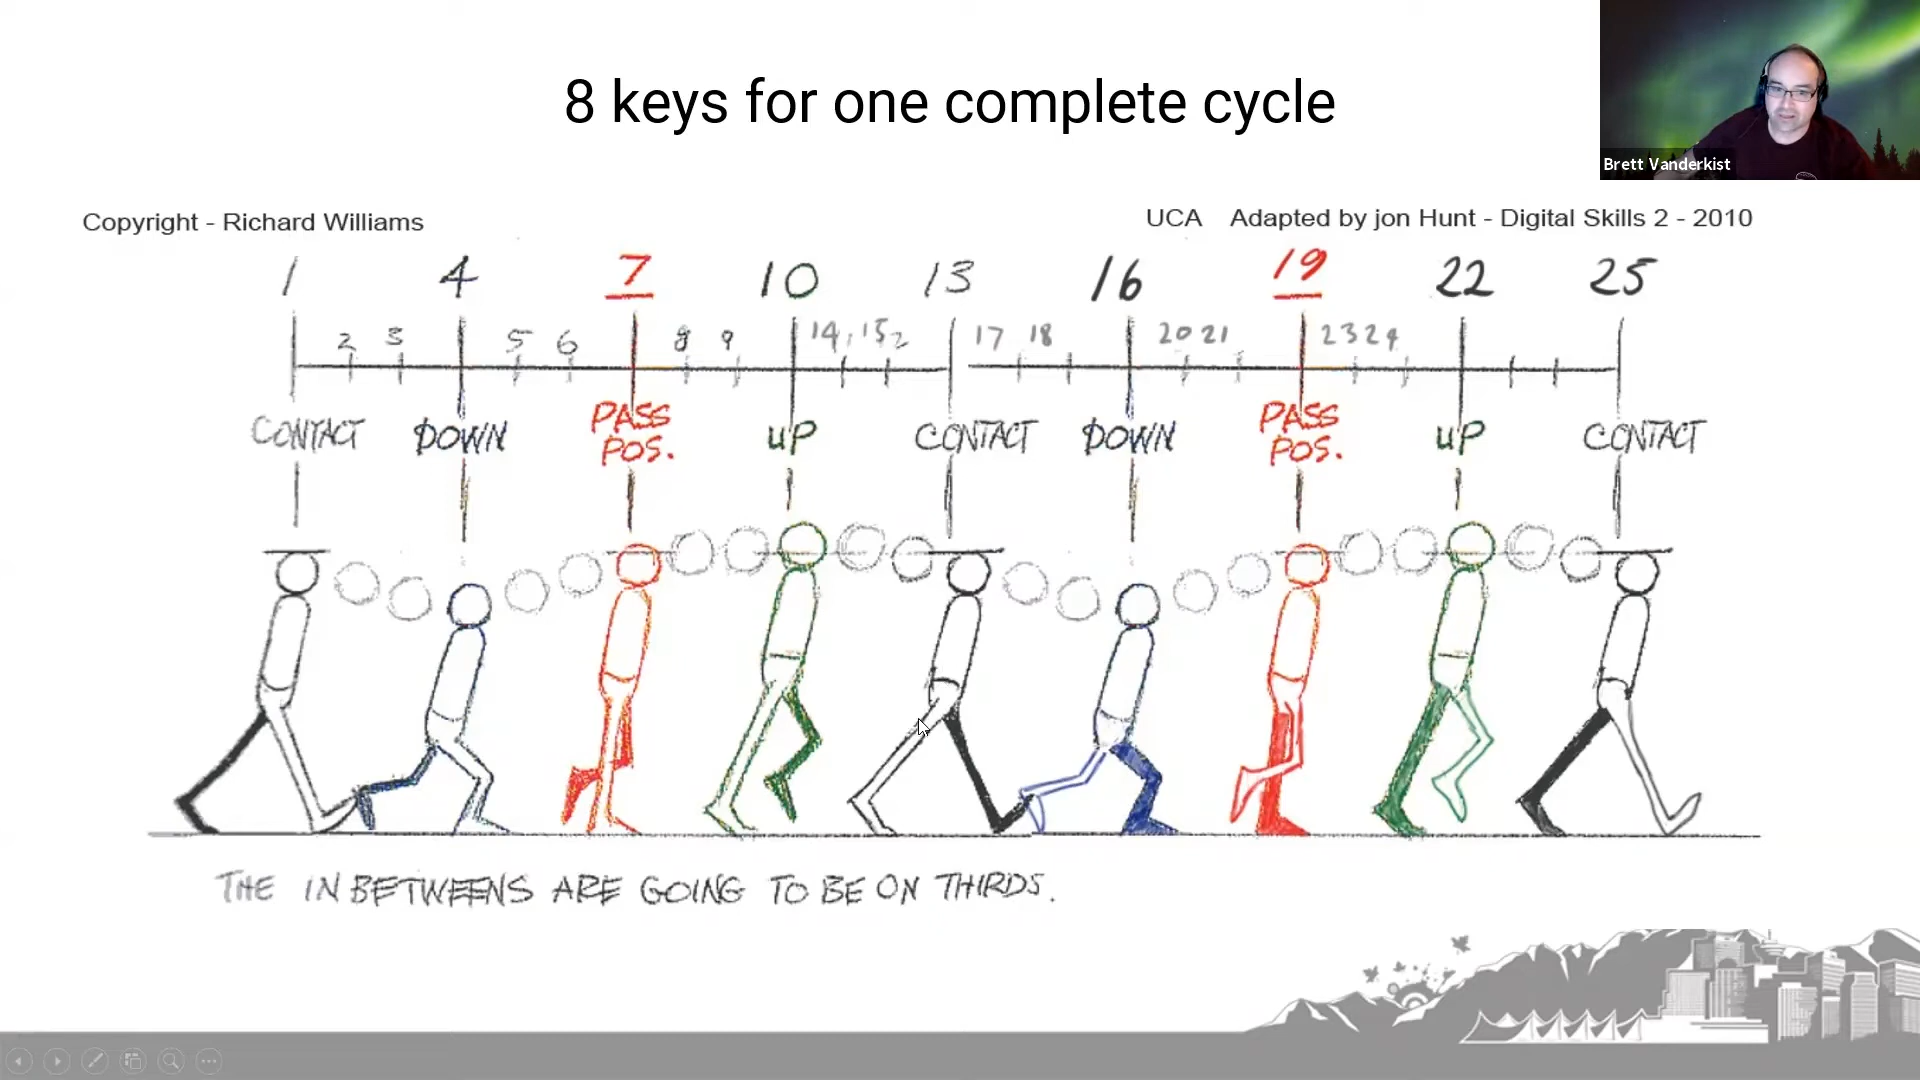 8 keys for one complete cycle
Brett Vanderkist
Copyright - Richard Williams
UCA Adapted by jon Hunt - Digital Skills 2 - 2010
1 4 7 10 13 16 19 22 25
2 3 5 6 8 9 14, 15, 2 17 18 20 21 23 24
CONTACT DOWN PASS POS. UP CONTACT DOWN PASS POS. UP CONTACT
THE INBETWEENS ARE GOING TO BE ON THIRDS.